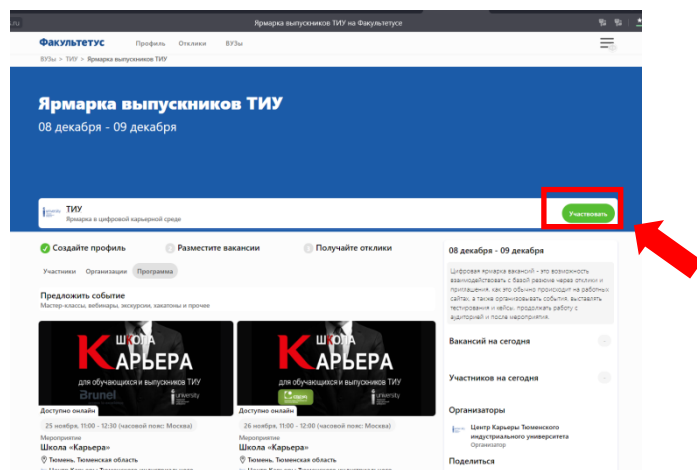 .ru
Ярмарка выпускников ТИУ на Факультетусе
Факультетус Профиль Отклики ВУЗы
ВУЗы > ТИУ > Ярмарка выпускников ТИУ
Ярмарка выпускников ТИУ
08 декабря - 09 декабря
ТИУ
Ярмарка в цифровой карьерной среде
Участвовать
Создайте профиль
Разместите вакансии
Получайте отклики
Участники Организации Программа
Предложить событие
Мастер-классы, вебинары, экскурсии, хакатоны и прочее
ШКОЛА
КАРЬЕРА
для обучающихся и выпускников ТИУ
Brunel
university
Доступно онлайн
25 ноября, 11:00 - 12:30 (часовой пояс: Москва)
Мероприятие
Школа «Карьера»
Тюмень, Тюменская область
ШКОЛА
КАРЬЕРА
для обучающихся и выпускников ТИУ
university
Доступно онлайн
26 ноября, 11:00 - 12:00 (часовой пояс: Москва)
Мероприятие
Школа «Карьера»
Тюмень, Тюменская область
08 декабря - 09 декабря
Цифровая ярмарка вакансий - это возможность
взаимодействовать с базой резюме через отклики и
приглашения, как это обычно происходит на работных
сайтах, а также организовывать события, выставлять
тестирования и кейсы, продолжать работу с
аудиторией и после мероприятия.
Вакансий на сегодня
Участников на сегодня
Организаторы
Центр Карьеры Тюменского
индустриального университета
Организатор
Поделиться